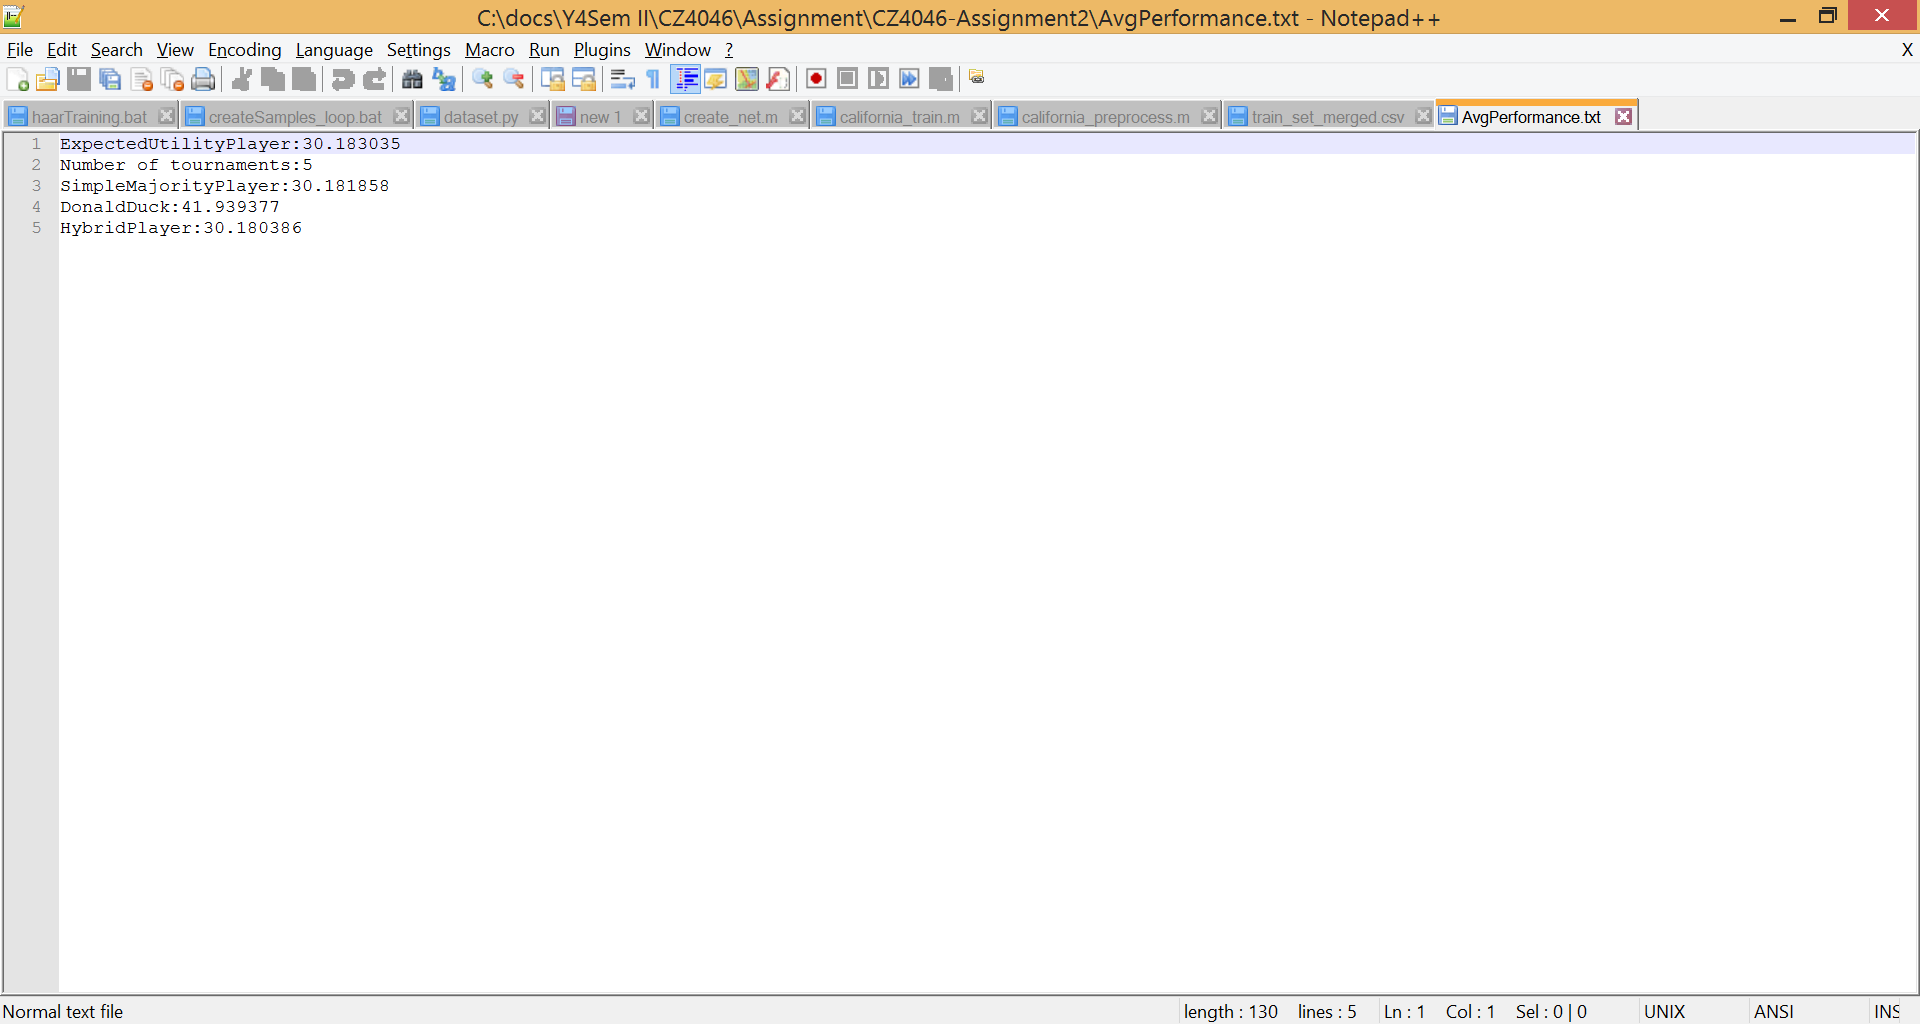 C:\docs\Y4Sem II\CZ4046\Assignment\CZ4046-Assignment2\AvgPerformance.txt - Notepad++
File Edit Search View Encoding Language Settings Macro Run Plugins Window ? X
haarTraining.bat createSamples_loop.bat dataset.py new 1 create_net.m california_train.m california_preprocess.m train_set_merged.csv AvgPerformance.txt
1 ExpectedUtilityPlayer:30.183035
2 Number of tournaments:5
3 SimpleMajorityPlayer:30.181858
4 DonaldDuck:41.939377
5 HybridPlayer:30.180386
Normal text file length : 130 lines : 5 Ln : 1 Col : 1 Sel : 0 | 0 UNIX ANSI INS